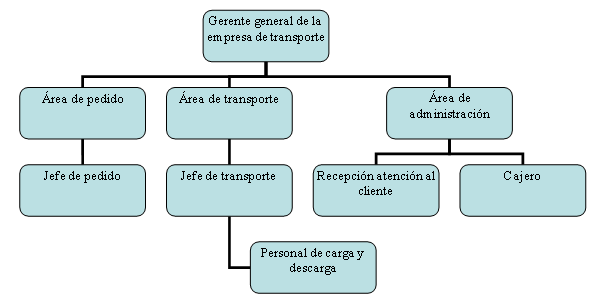 Gerente general de la
empresa de transporte
Área de pedido
Área de transporte
Área de
administración
Jefe de pedido
Jefe de transporte
Recepción atención al
cliente
Cajero
Personal de carga y
descarga